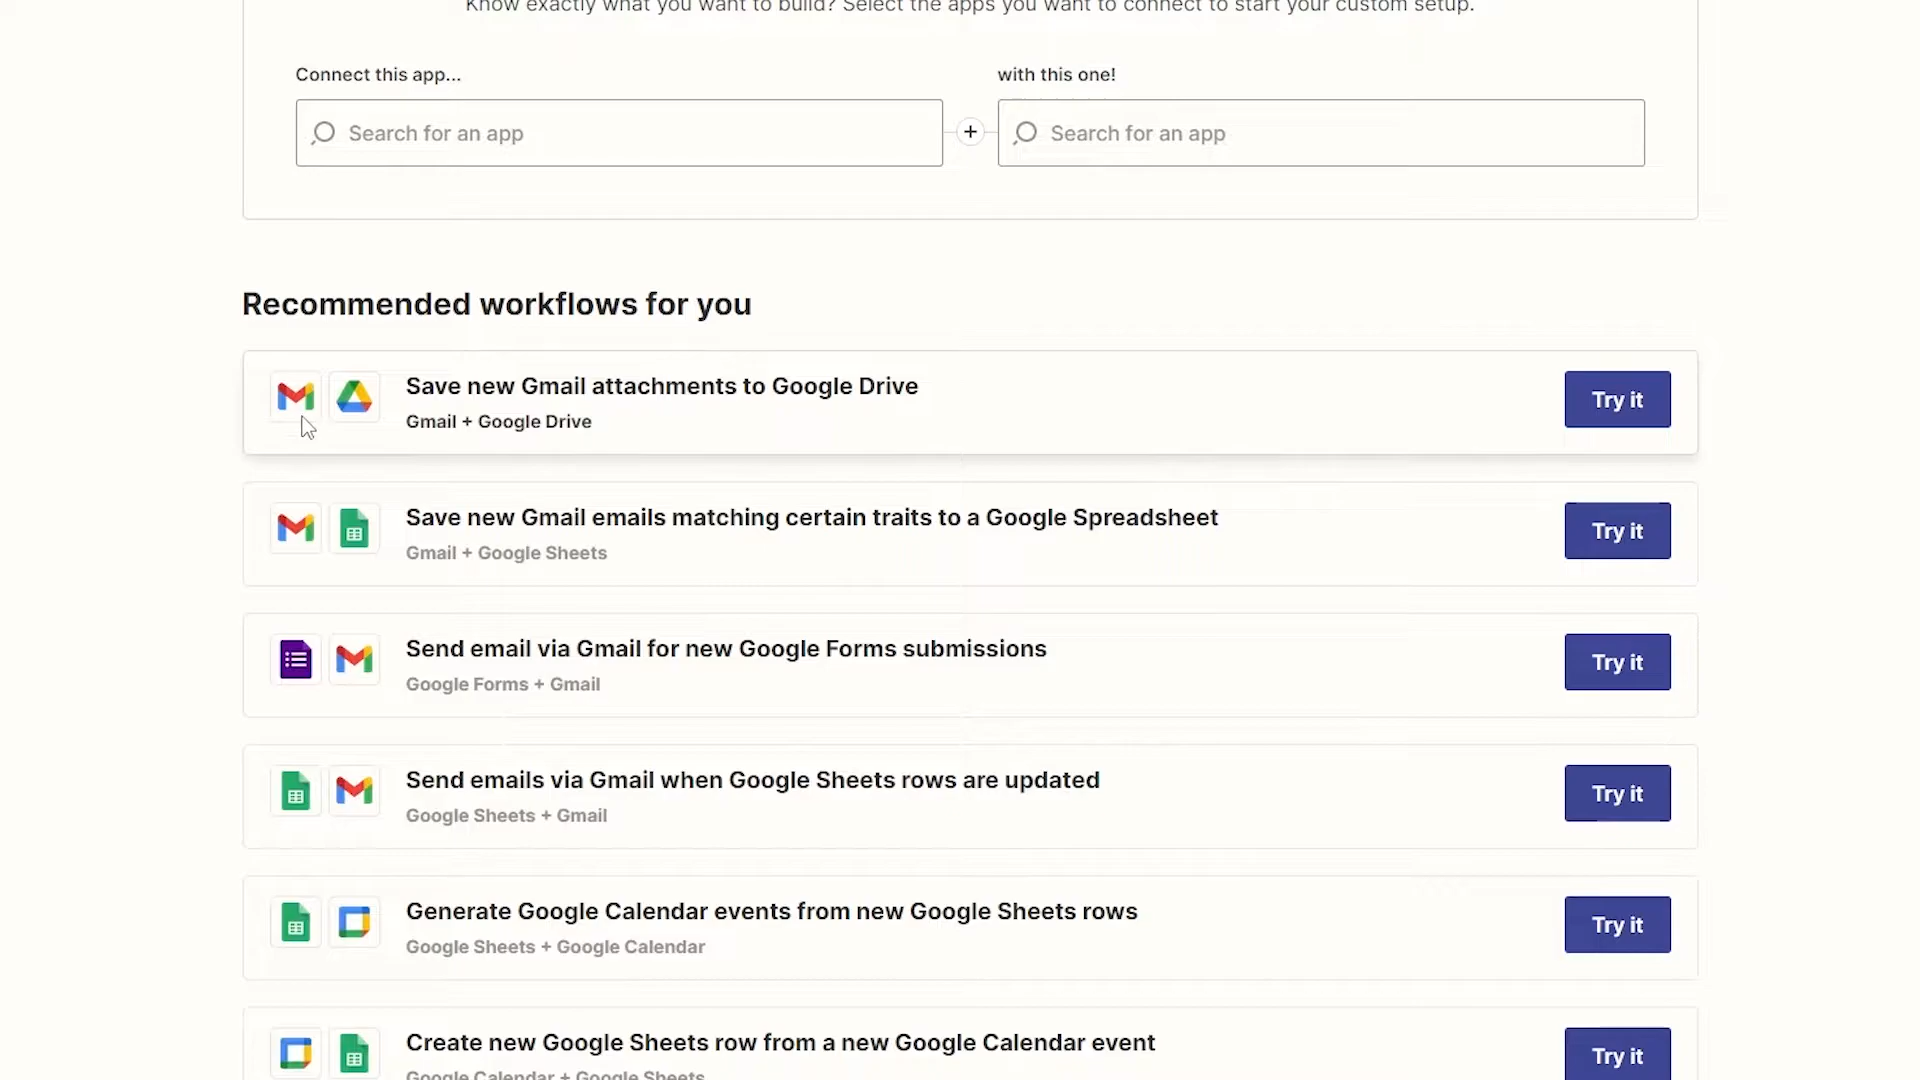 Know exactly what you want to build? Select the apps you want to connect to start your custom setup.
Connect this app...
with this one!
Search for an app
+
Search for an app
Recommended workflows for you
Save new Gmail attachments to Google Drive
Gmail + Google Drive
Try it
Save new Gmail emails matching certain traits to a Google Spreadsheet
Gmail + Google Sheets
Try it
Send email via Gmail for new Google Forms submissions
Google Forms + Gmail
Try it
Send emails via Gmail when Google Sheets rows are updated
Google Sheets + Gmail
Try it
Generate Google Calendar events from new Google Sheets rows
Google Sheets + Google Calendar
Try it
Create new Google Sheets row from a new Google Calendar event
Google Calendar + Google Sheets
Try it